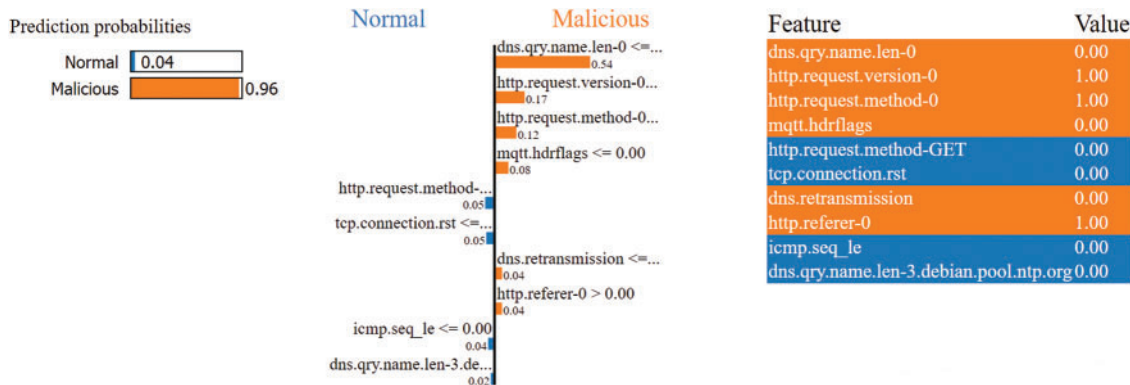 Prediction probabilities
Normal 0.04
Malicious 0.96
Normal Malicious
dns.qry.name.len-0 <=...
0.54
http.request.version-0...
0.17
http.request.method-0...
0.12
mqtt.hdrflags <= 0.00
0.08
http.request.method-...
0.05
tcp.connection.rst <=...
0.05
dns.retransmission <=...
0.04
http.referer-0 > 0.00
0.04
icmp.seq_le <= 0.00
0.04
dns.qry.name.len-3.de...
0.02
Feature Value
dns.qry.name.len-0 0.00
http.request.version-0 1.00
http.request.method-0 1.00
mqtt.hdrflags 0.00
http.request.method-GET 0.00
tcp.connection.rst 0.00
dns.retransmission 0.00
http.referer-0 1.00
icmp.seq_le 0.00
dns.qry.name.len-3.debian.pool.ntp.org 0.00